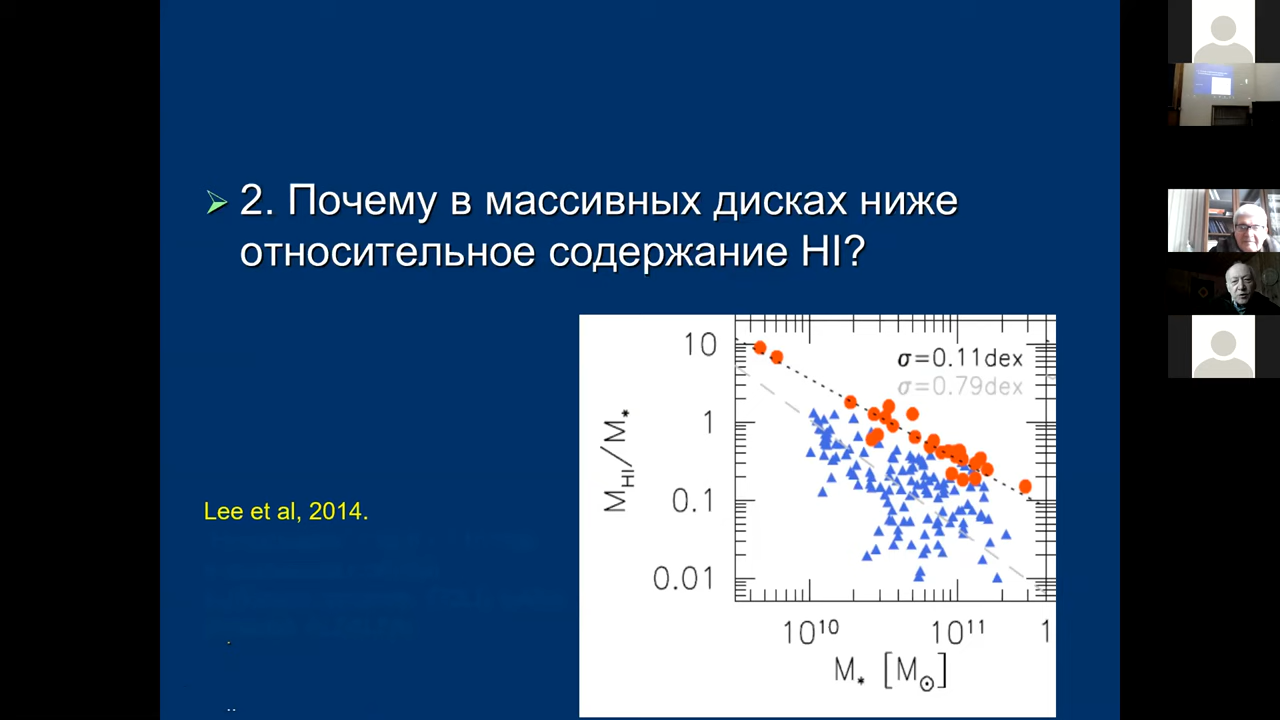 2. Почему в массивных дисках ниже
относительное содержание HI?
Lee et al, 2014.
σ=0.11dex
σ=0.79dex
10
1
0.1
0.01
M_HI/M_*
10^10
10^11
1
M_* [M_⊙]